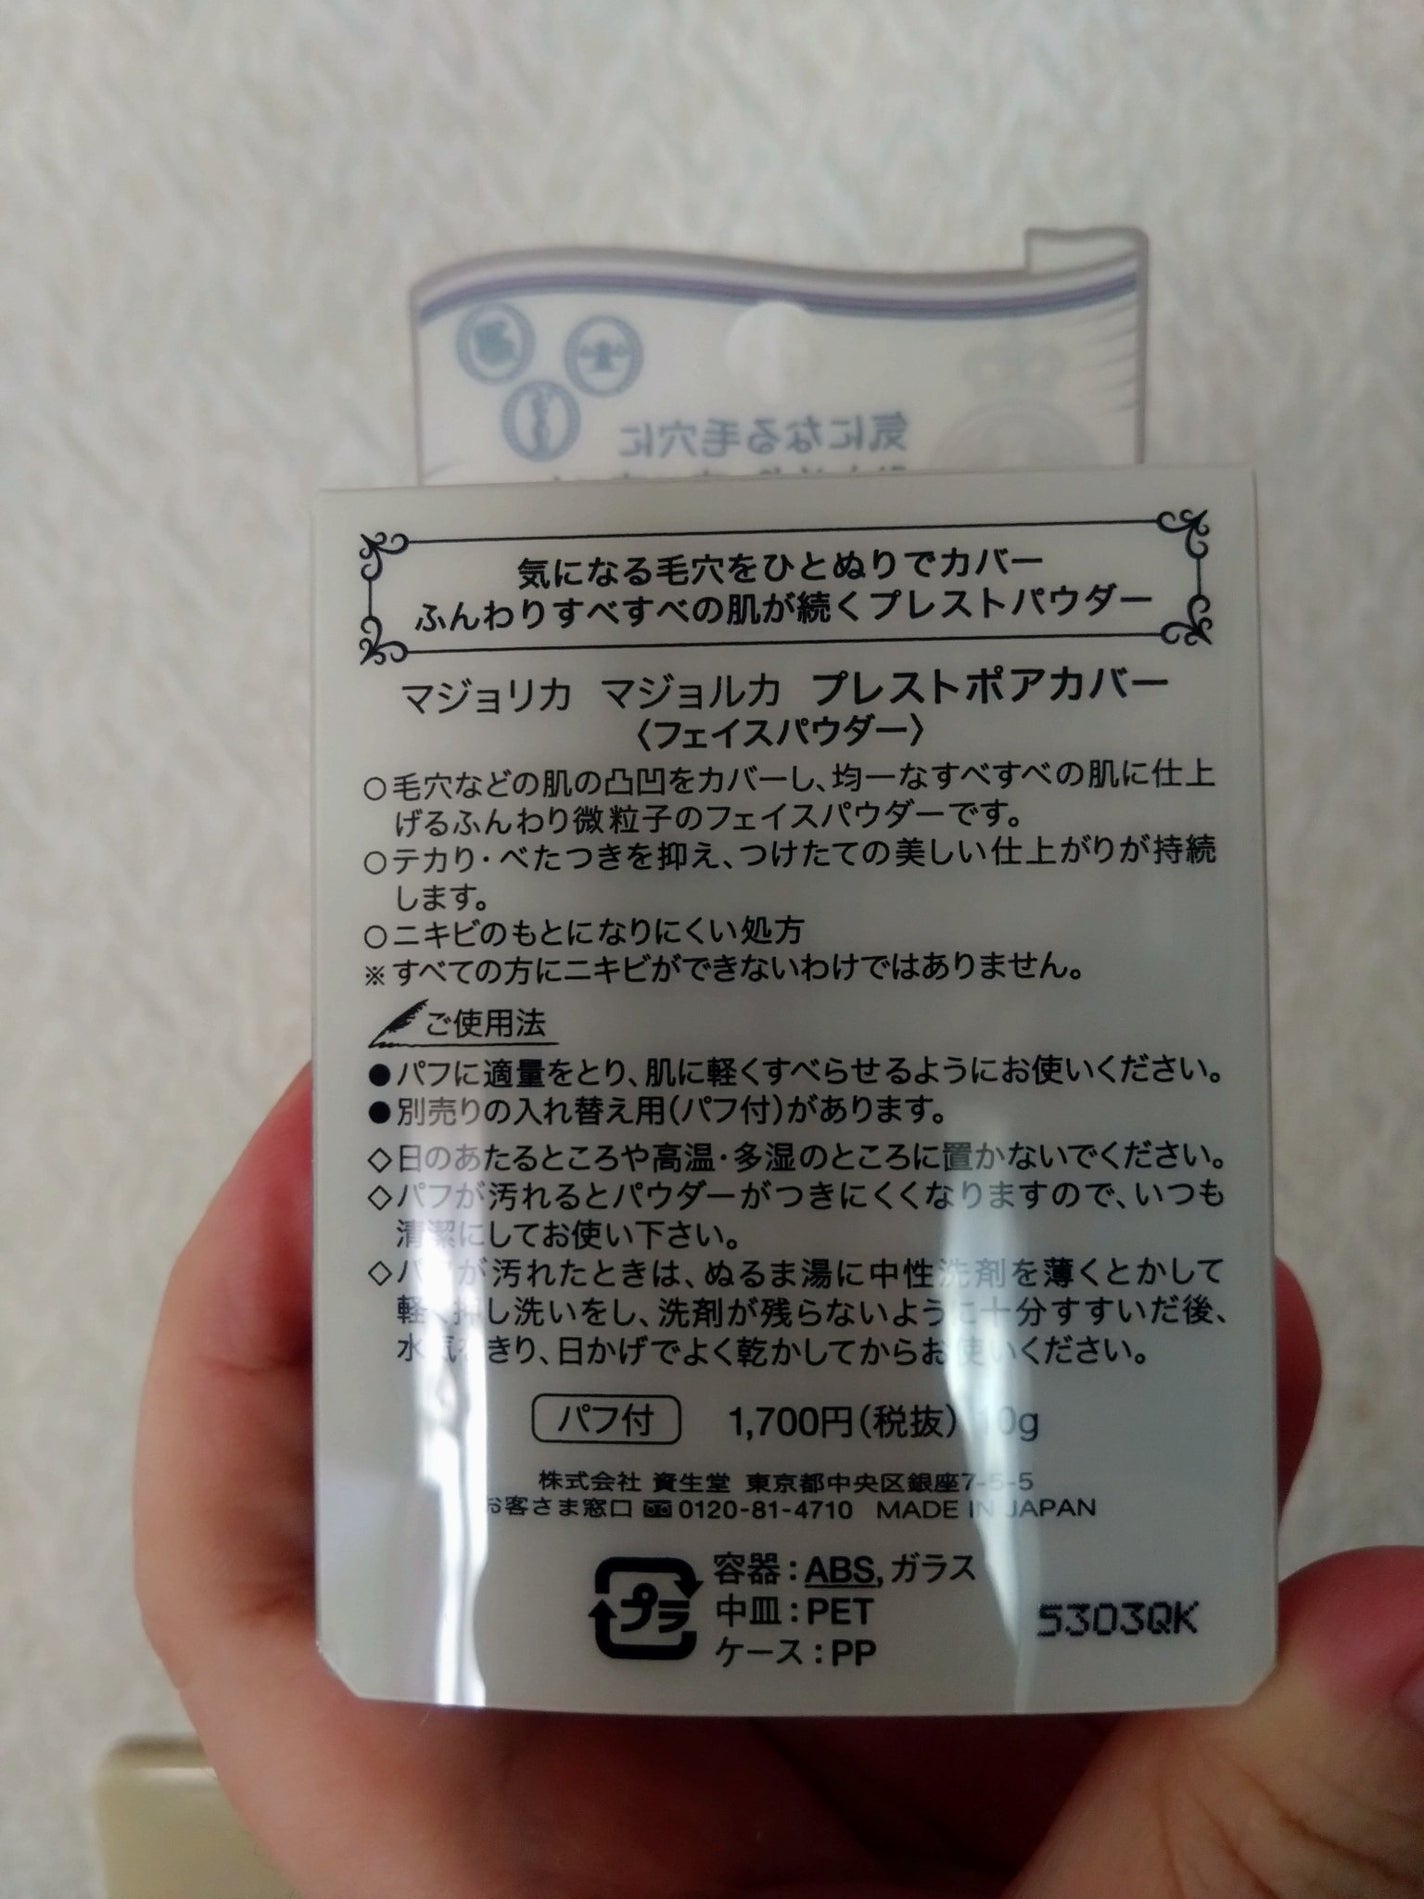 気になる毛穴に
気になる毛穴をひとぬりでカバー
ふんわりすべすべの肌が続くプレストパウダー
マジョリカ マジョルカ プレストポアカバー
〈フェイスパウダー〉
○毛穴などの肌の凸凹をカバーし、均一なすべすべの肌に仕上
げるふんわり微粒子のフェイスパウダーです。
○テカり・べたつきを抑え、つけたての美しい仕上がりが持続
します。
○ニキビのもとになりにくい処方
※すべての方にニキビができないわけではありません。
ご使用法
●パフに適量をとり、肌に軽くすべらせるようにお使いください。
●別売りの入れ替え用(パフ付)があります。
◇日のあたるところや高温・多湿のところに置かないでください。
◇パフが汚れるとパウダーがつきにくくなりますので、いつも
清潔にしてお使い下さい。
◇パフが汚れたときは、ぬるま湯に中性洗剤を薄くとかして
軽く押し洗いをし、洗剤が残らないように十分すすいだ後、
水気をきり、日かげでよく乾かしてからお使いください。
パフ付 1,700円(税抜) 10g
株式会社 資生堂 東京都中央区銀座7-5-5
お客さま窓口 0120-81-4710 MADE IN JAPAN
プラ
容器:ABS,ガラス
中皿:PET
ケース:PP
5303QK